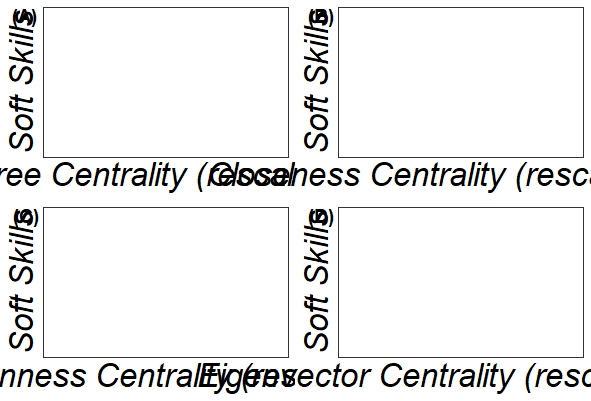 (A)
Soft Skills
(B)
Soft Skills
ree Centrality (rescal
Closeness Centrality (resca
(C)
Soft Skills
(D)
Soft Skills
nness Centrality (res
Eigenvector Centrality (resc